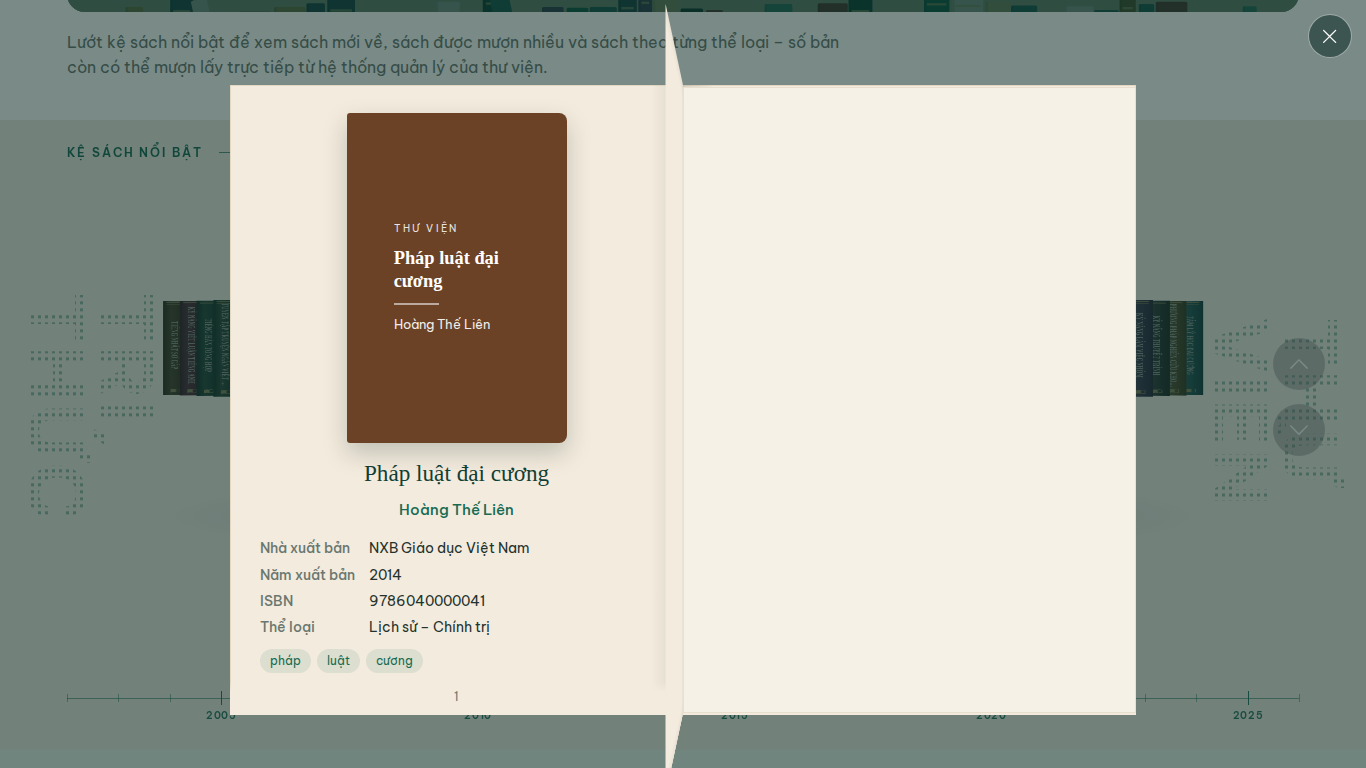 Lướt kệ sách nổi bật để xem sách mới về, sách được mượn nhiều và sách theo từng thể loại – số bản
còn có thể mượn lấy trực tiếp từ hệ thống quản lý của thư viện.
KỆ SÁCH NỔI BẬT
THƯ VIỆN
Pháp luật đại
cương
Hoàng Thế Liên
Pháp luật đại cương
Hoàng Thế Liên
Nhà xuất bản NXB Giáo dục Việt Nam
Năm xuất bản 2014
ISBN 9786040000041
Thể loại Lịch sử – Chính trị
pháp luật cương
1
2005 2010 2015 2020 2025